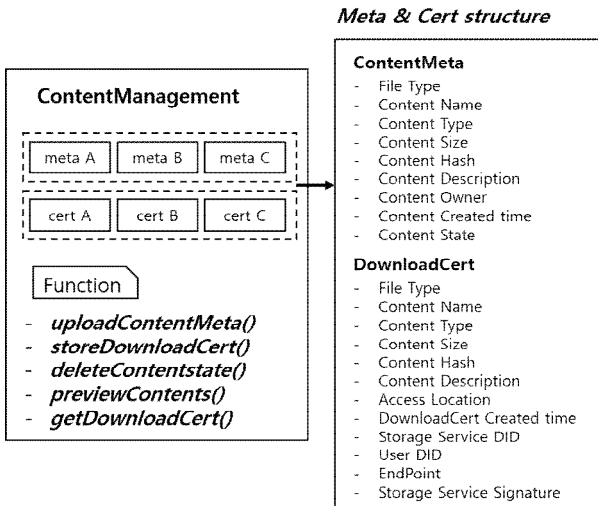 Meta & Cert structure
ContentManagement
meta A meta B meta C
cert A cert B cert C
Function
- uploadContentMeta()
- storeDownloadCert()
- deleteContentstate()
- previewContents()
- getDownloadCert()
ContentMeta
- File Type
- Content Name
- Content Type
- Content Size
- Content Hash
- Content Description
- Content Owner
- Content Created time
- Content State
DownloadCert
- File Type
- Content Name
- Content Type
- Content Size
- Content Hash
- Content Description
- Access Location
- DownloadCert Created time
- Storage Service DID
- User DID
- EndPoint
- Storage Service Signature